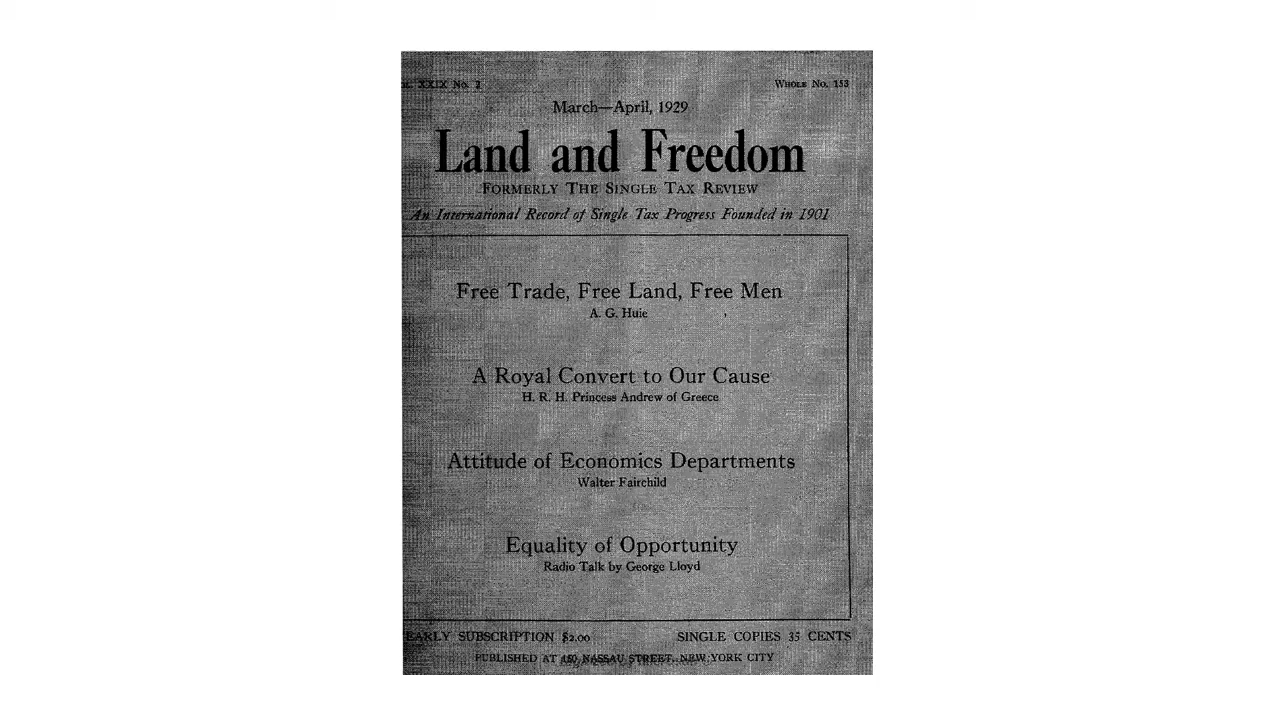 XXIX No. 2
Whole No. 153
March—April, 1929
Land and Freedom
Formerly The Single Tax Review
An International Record of Single Tax Progress Founded in 1901
Free Trade, Free Land, Free Men
A. G. Huie
A Royal Convert to Our Cause
H. R. H. Princess Andrew of Greece
Attitude of Economics Departments
Walter Fairchild
Equality of Opportunity
Radio Talk by George Lloyd
EARLY SUBSCRIPTION $2.00
SINGLE COPIES 35 CENTS
PUBLISHED AT 150 NASSAU STREET, NEW YORK CITY